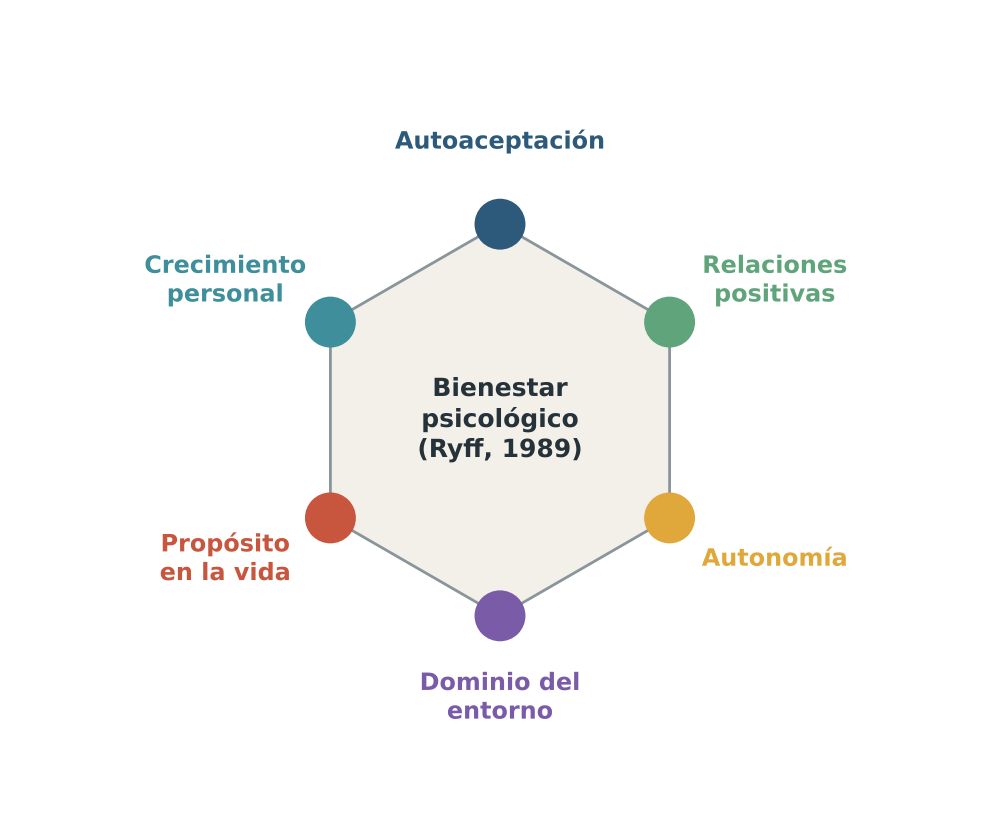 Autoaceptación
Crecimiento
personal
Relaciones
positivas
Bienestar
psicológico
(Ryff, 1989)
Propósito
en la vida
Autonomía
Dominio del
entorno